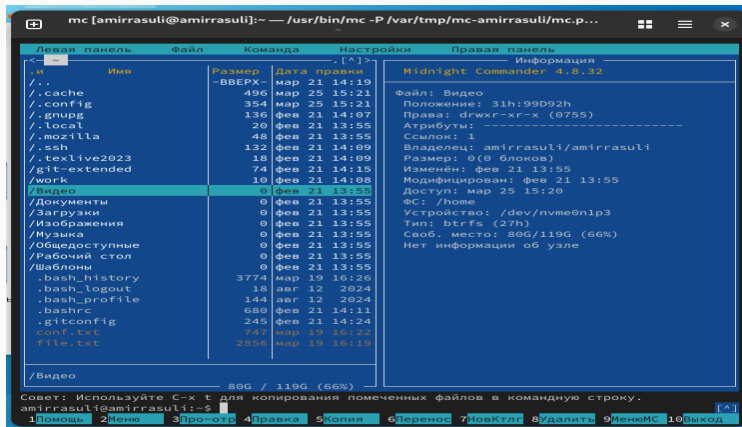 mc [amirrasuli@amirrasuli]:~ — /usr/bin/mc -P /var/tmp/mc-amirrasuli/mc.p...
~
Левая панель Файл Команда Настройки Правая панель
<— ~ .[^]>
Информация
.и Имя Размер Дата правки
Midnight Commander 4.8.32
/.. -ВВЕРХ- мар 21 14:19
/.cache 496 мар 25 15:21
Файл: Видео
/.config 354 мар 25 15:21
Положение: 31h:99D92h
/.gnupg 136 фев 21 14:07
Права: drwxr-xr-x (0755)
/.local 20 фев 21 13:55
Атрибуты: --------------------------
/.mozilla 48 фев 21 13:55
Ссылок: 1
/.ssh 132 фев 21 14:09
Владелец: amirrasuli/amirrasuli
/.texlive2023 18 фев 21 14:09
Размер: 0(0 блоков)
/git-extended 74 фев 21 14:15
Изменён: фев 21 13:55
/work 10 фев 21 14:08
Модифицирован: фев 21 13:55
/Видео 0 фев 21 13:55
Доступ: мар 25 15:20
/Документы 0 фев 21 13:55
ФС: /home
/Загрузки 0 фев 21 13:55
Устройство: /dev/nvme0n1p3
/Изображения 0 фев 21 13:55
Тип: btrfs (27h)
/Музыка 0 фев 21 13:55
Своб. место: 80G/119G (66%)
/Общедоступные 0 фев 21 13:55
Нет информации об узле
/Рабочий стол 0 фев 21 13:55
/Шаблоны 0 фев 21 13:55
.bash_history 3774 мар 19 16:26
.bash_logout 18 авг 12 2024
.bash_profile 144 авг 12 2024
.bashrc 680 фев 21 14:11
.gitconfig 245 фев 21 14:24
conf.txt 747 мар 19 16:22
file.txt 2856 мар 19 16:19
/Видео
80G / 119G (66%)
Совет: Используйте C-x t для копирования помеченных файлов в командную строку.
amirrasuli@amirrasuli:~$ [^]
1Помощь 2Меню 3Про~отр 4Правка 5Копия 6Перенос 7НовКтлг 8Удалить 9МенюМС 10Выход